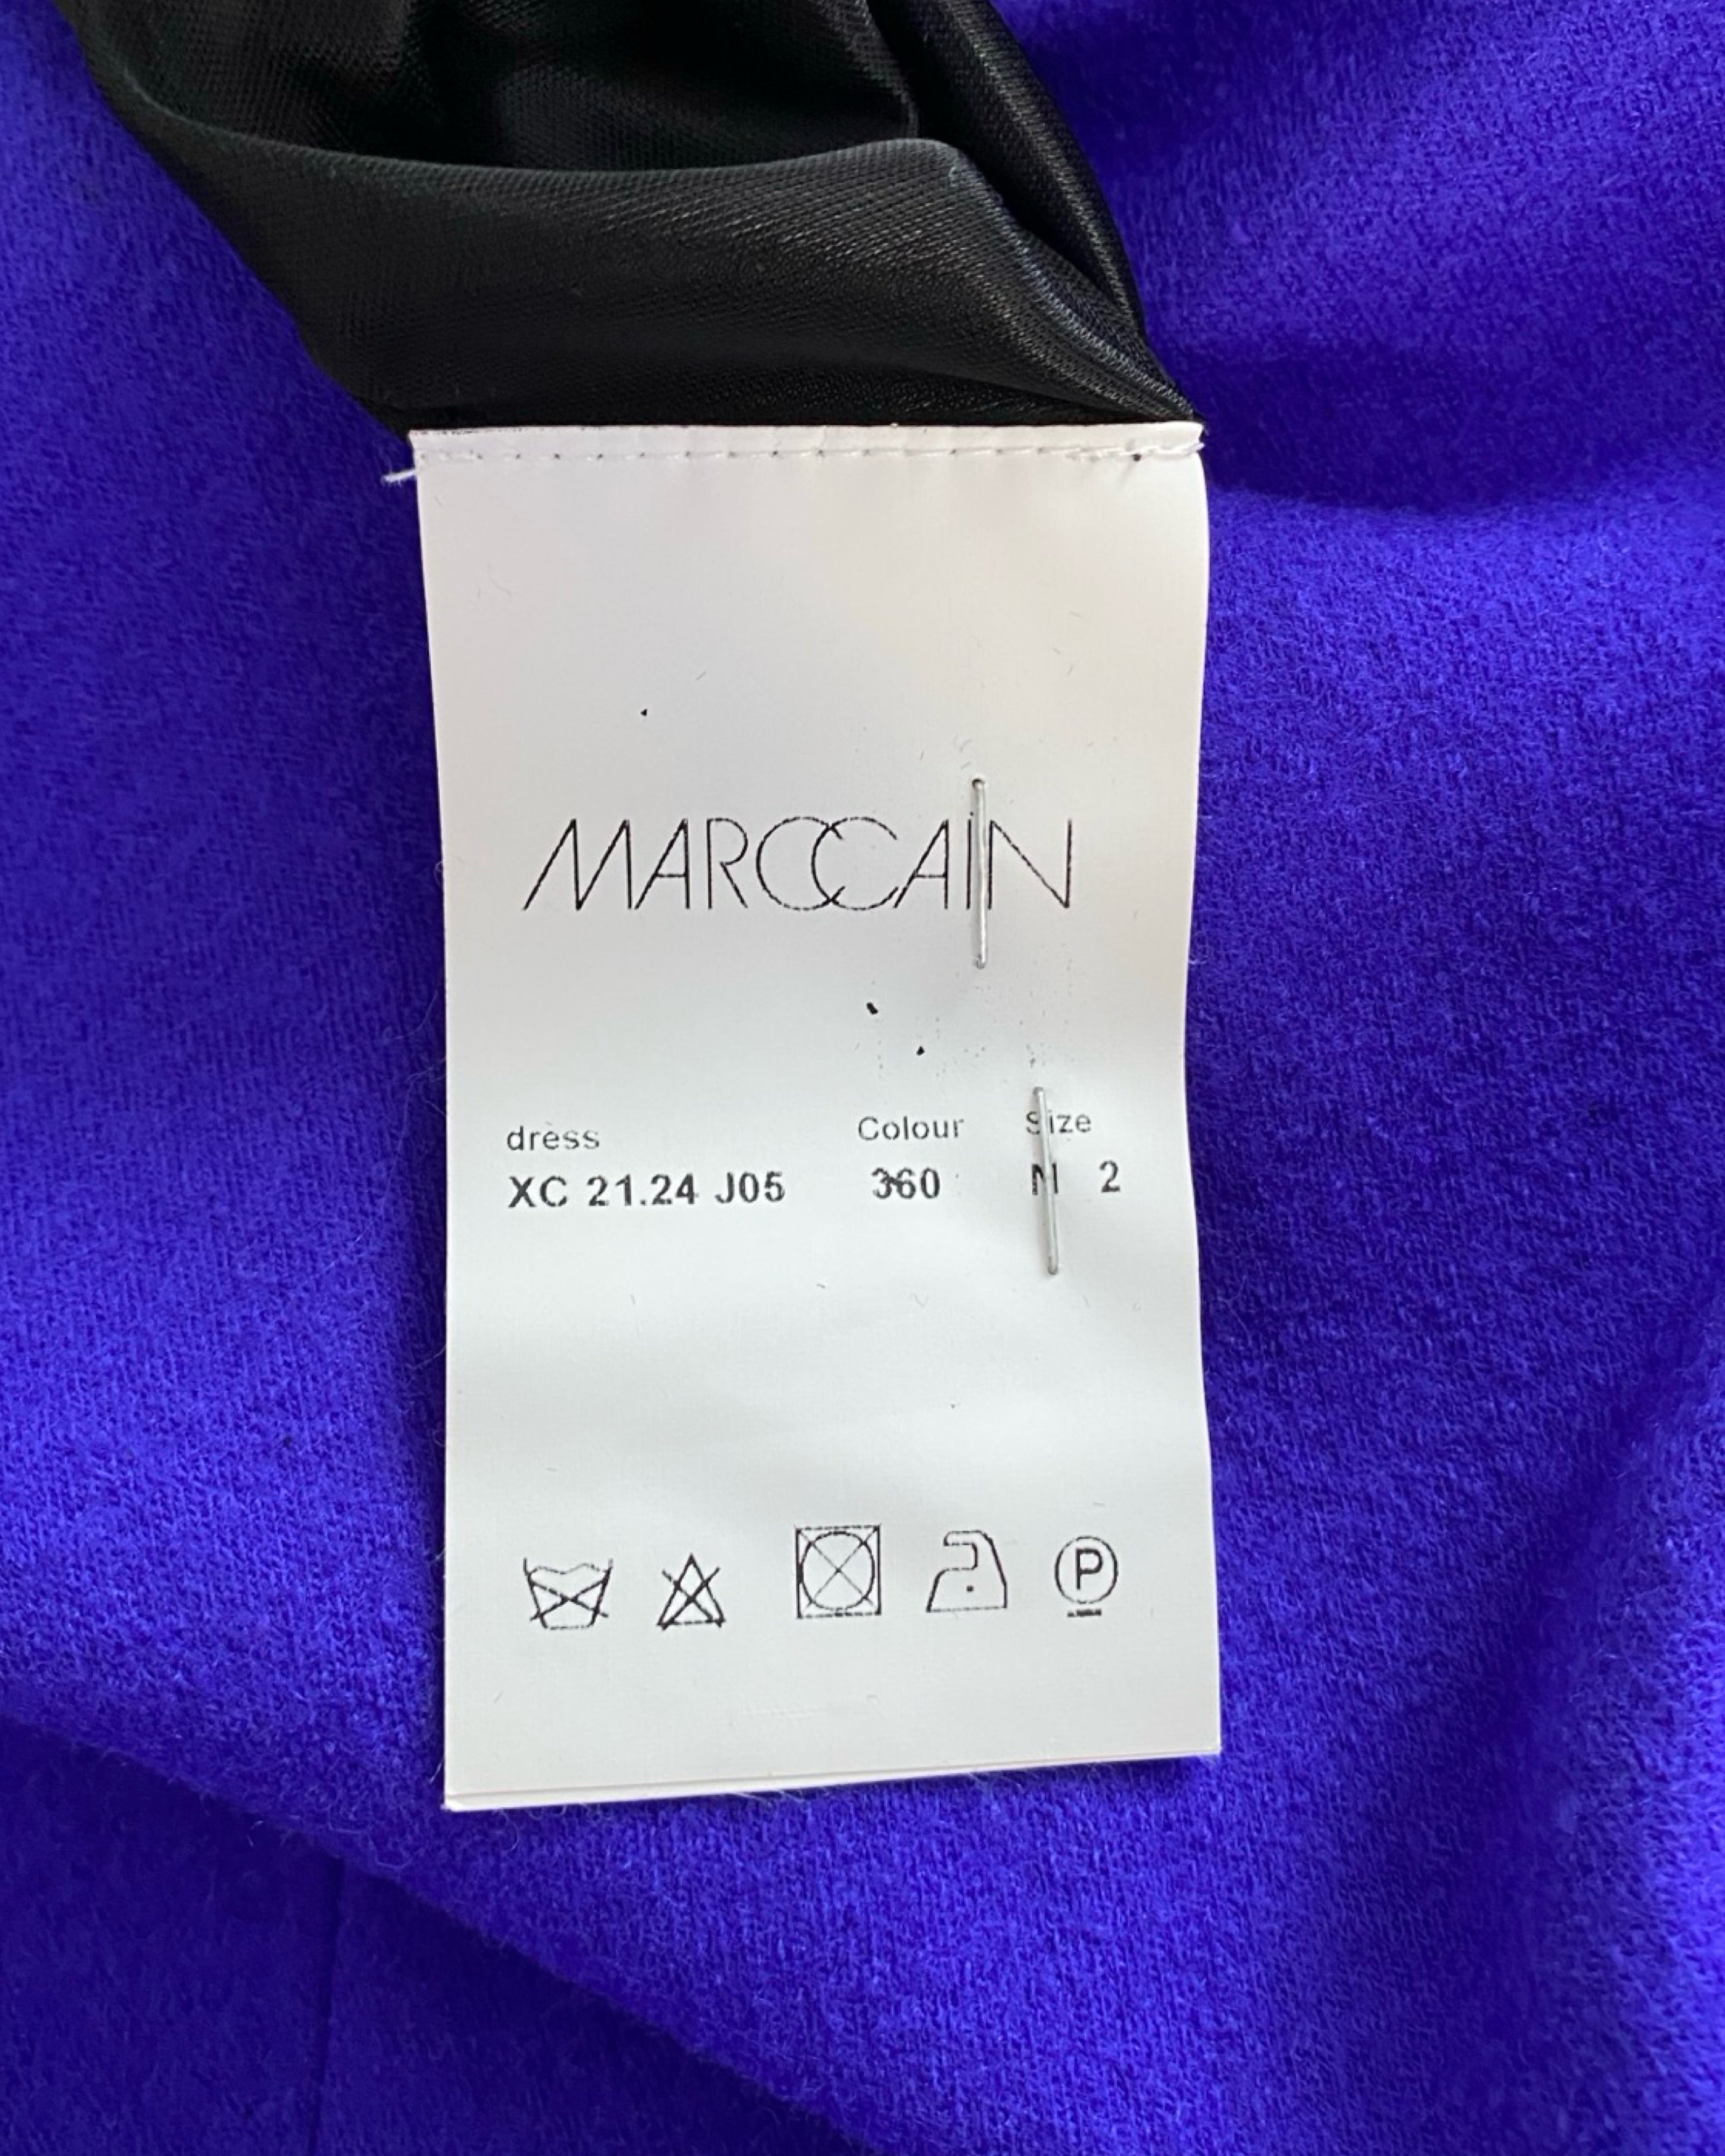 MARCCAIN
dress Colour Size
XC 21.24 J05 360 N 2
P